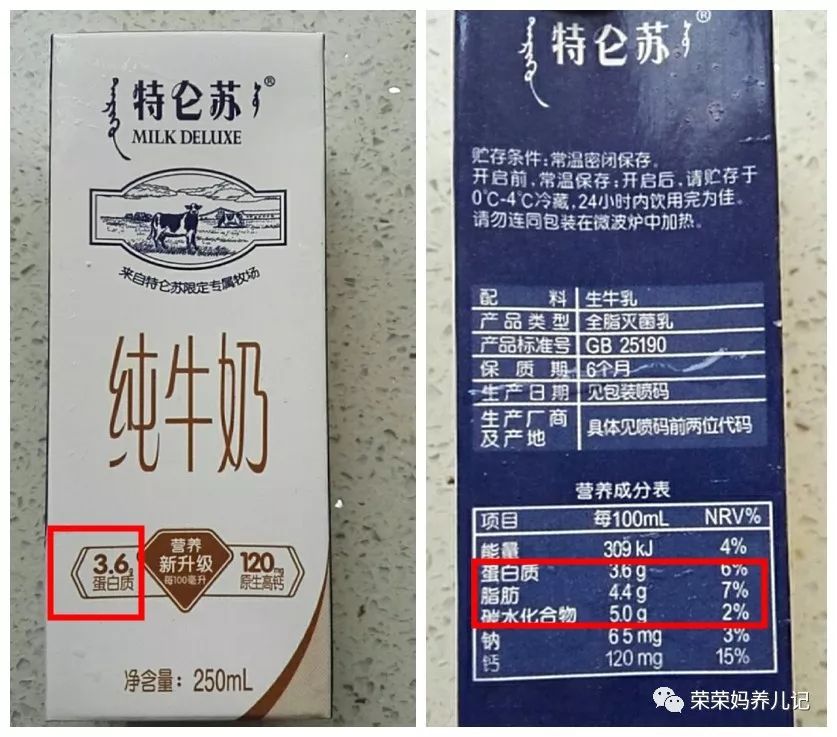 特仑苏®
MILK DELUXE
来自特仑苏限定专属牧场
纯牛奶
3.6g
蛋白质
营养
新升级
每100毫升
120mg
原生高钙
净含量：250mL
特仑苏®
贮存条件：常温密闭保存。
开启前，常温保存；开启后，请贮存于
0℃-4℃冷藏，24小时内饮用完为佳。
请勿连同包装在微波炉中加热。
配料 生牛乳
产品类型 全脂灭菌乳
产品标准号 GB 25190
保质期 6个月
生产日期 见包装喷码
生产厂商及产地 具体见喷码前两位代码
营养成分表
项目 每100mL NRV%
能量 309 kJ 4%
蛋白质 3.6 g 6%
脂肪 4.4 g 7%
碳水化合物 5.0 g 2%
钠 65 mg 3%
钙 120 mg 15%
荣荣妈养儿记